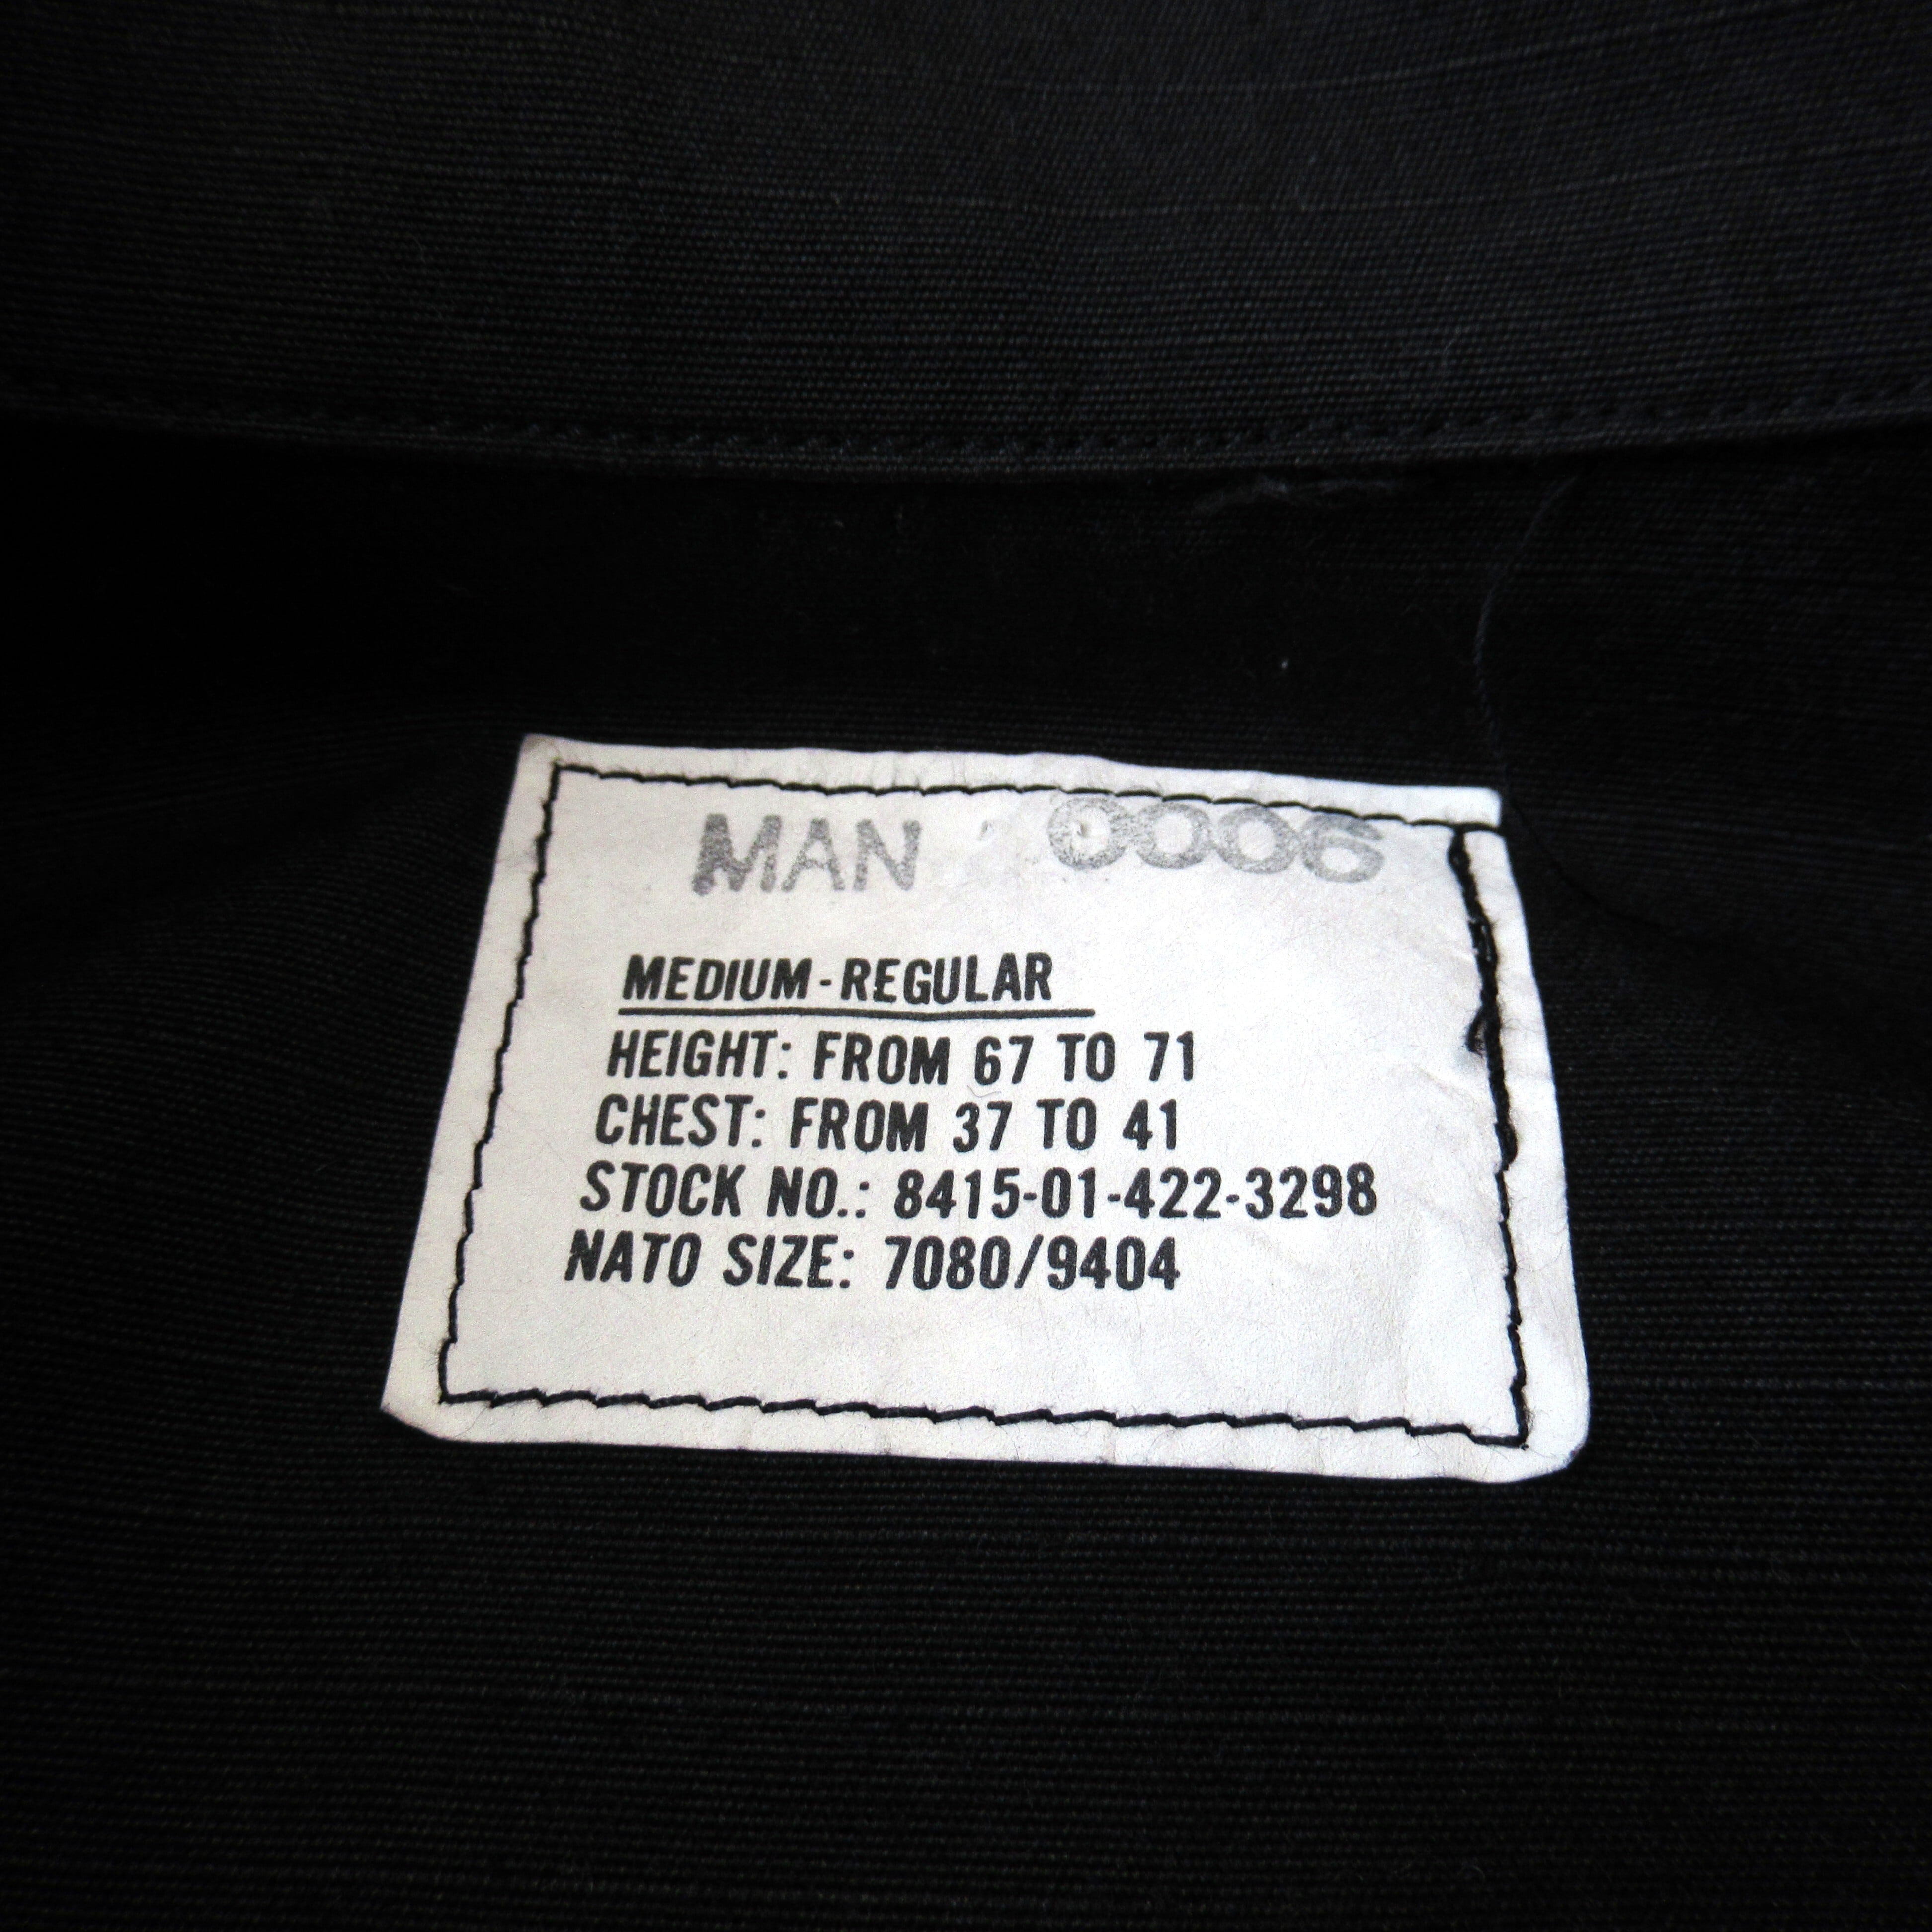 MAN 0006
MEDIUM-REGULAR
HEIGHT: FROM 67 TO 71
CHEST: FROM 37 TO 41
STOCK NO.: 8415-01-422-3298
NATO SIZE: 7080/9404